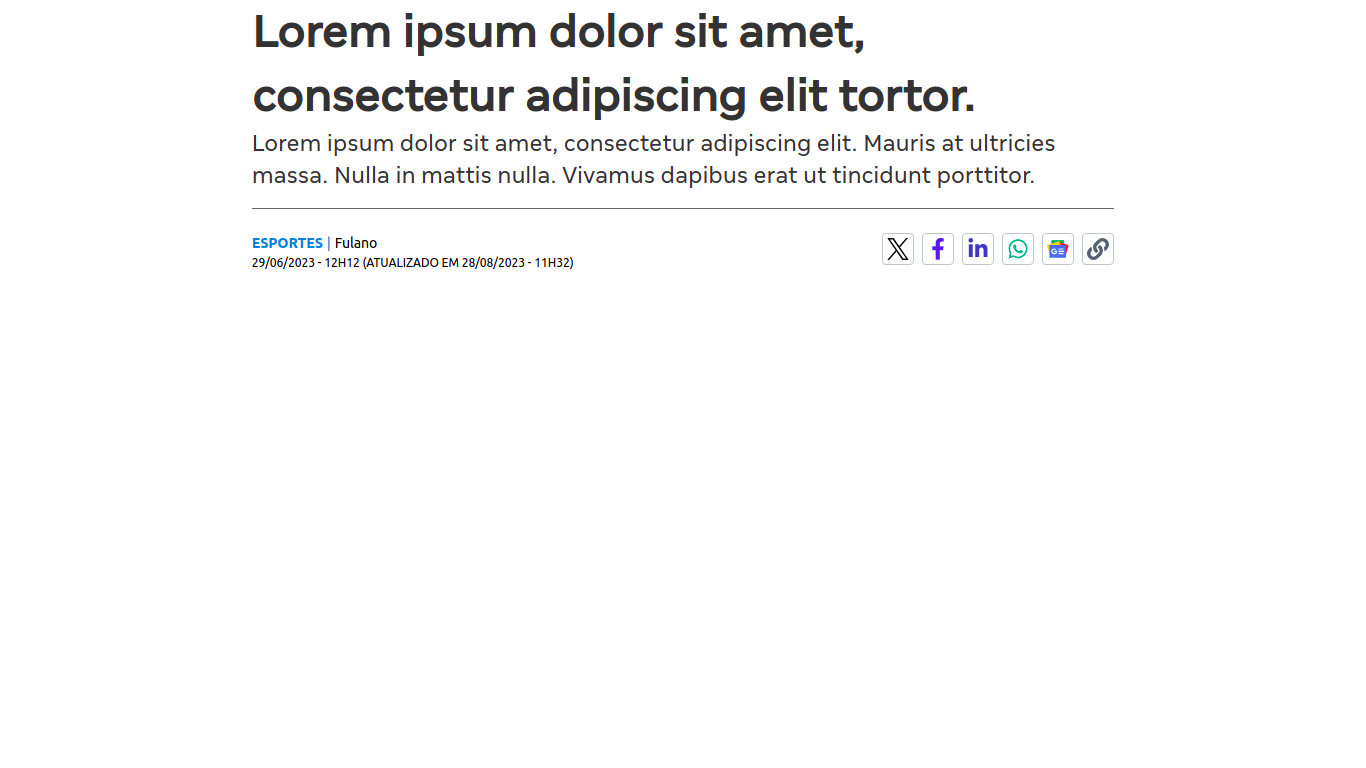 Lorem ipsum dolor sit amet,
consectetur adipiscing elit tortor.
Lorem ipsum dolor sit amet, consectetur adipiscing elit. Mauris at ultricies
massa. Nulla in mattis nulla. Vivamus dapibus erat ut tincidunt porttitor.
ESPORTES | Fulano
29/06/2023 - 12H12 (ATUALIZADO EM 28/08/2023 - 11H32)